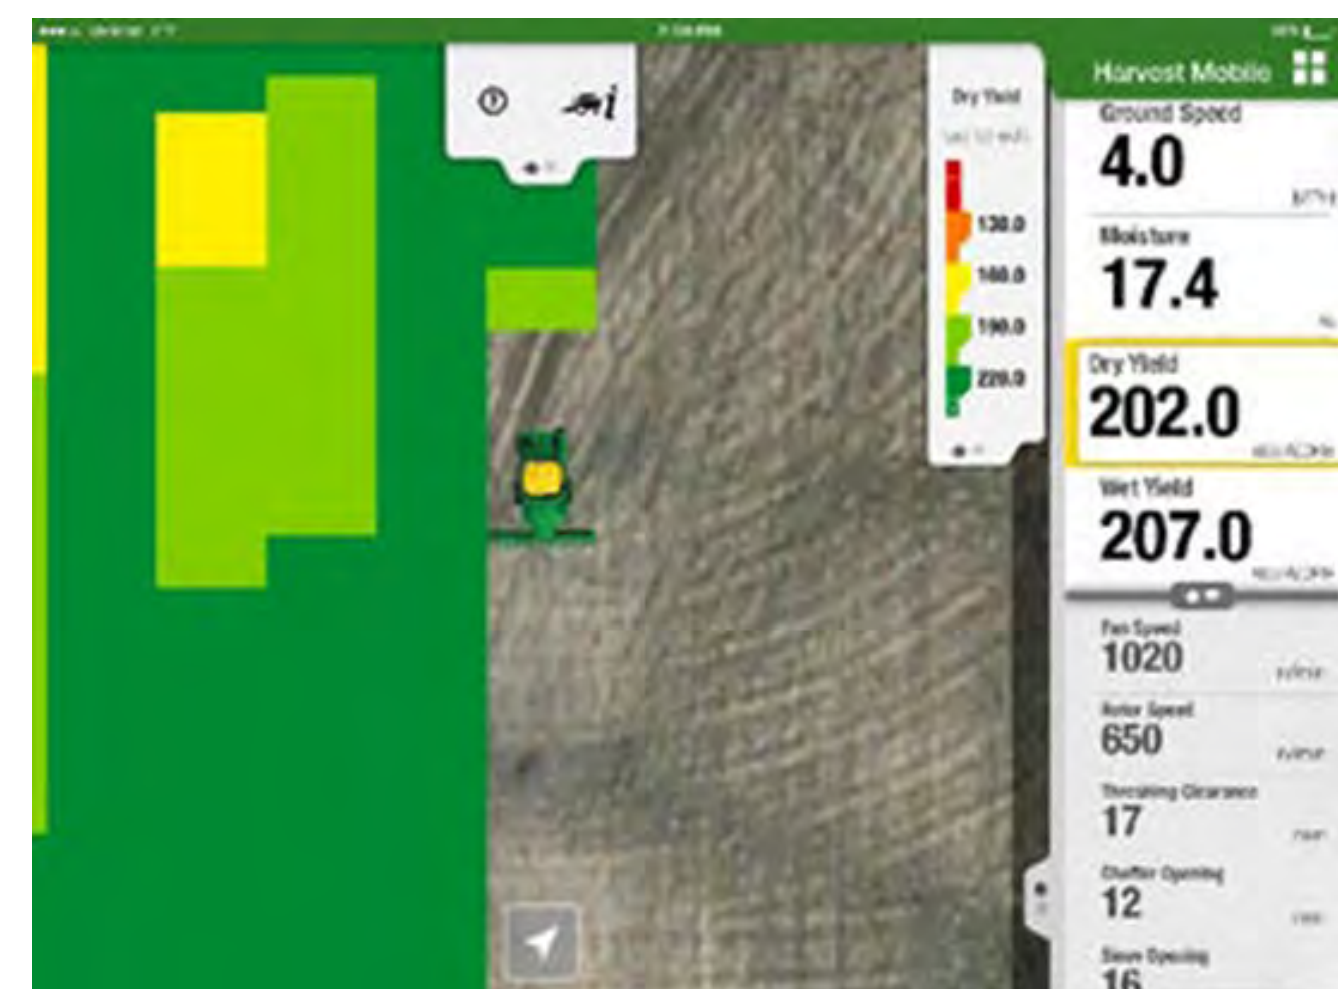 Harvest Mobile
Ground Speed
4.0
MPH
Moisture
17.4
%
Dry Yield
202.0
Wet Yield
207.0
Fan Speed
1020
Rotor Speed
650
Threshing Clearance
17
Chaffer Opening
12
Sieve Opening
16
Dry Yield
130.0
160.0
190.0
220.0
i